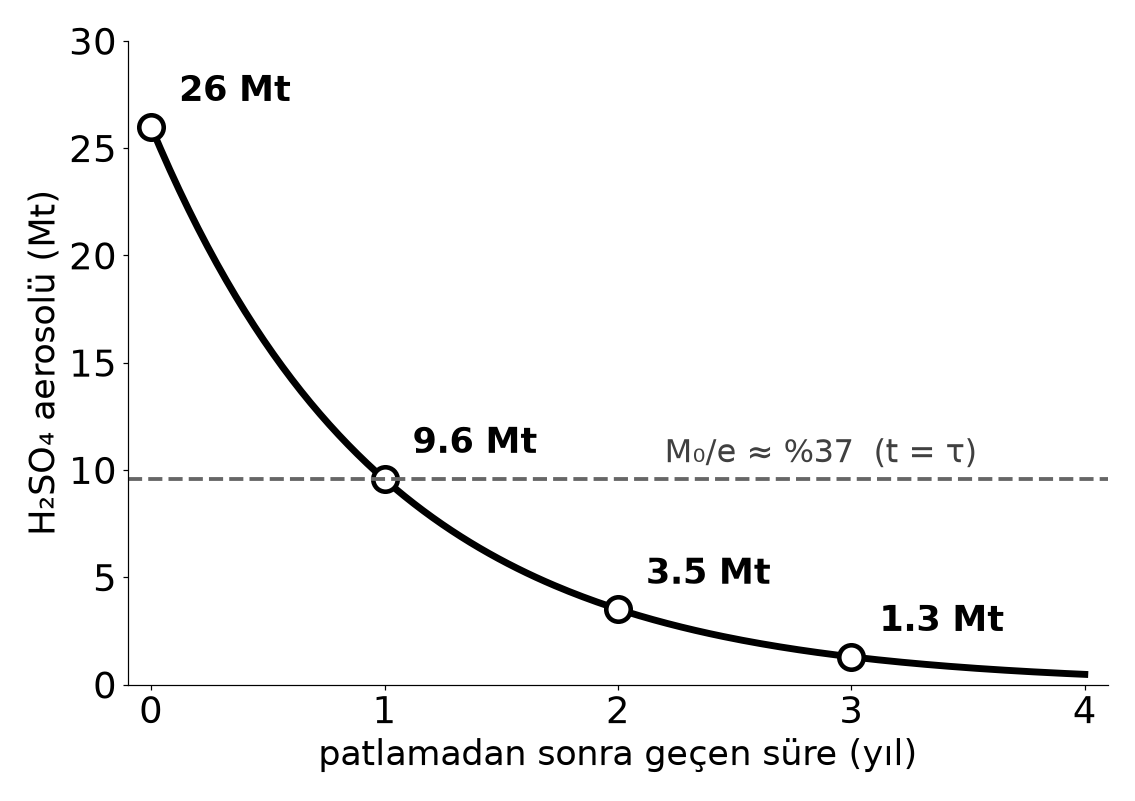 30
25
20
15
10
5
0
H₂SO₄ aerosolü (Mt)
26 Mt
9.6 Mt
M₀/e ≈ %37 (t = τ)
3.5 Mt
1.3 Mt
0 1 2 3 4
patlamadan sonra geçen süre (yıl)